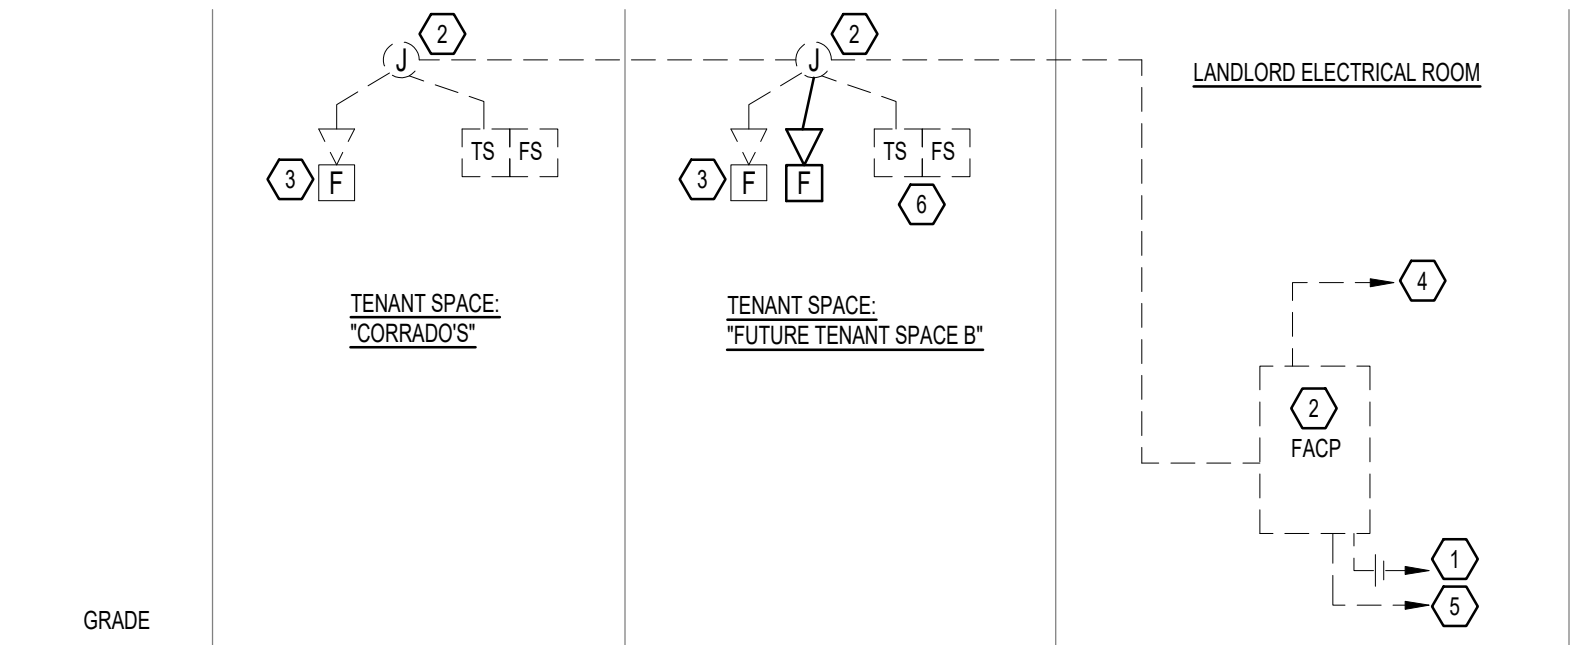 2
J
3
F
TS FS
TENANT SPACE:
"CORRADO'S"
2
J
3
F
F
TS FS
6
TENANT SPACE:
"FUTURE TENANT SPACE B"
LANDLORD ELECTRICAL ROOM
4
2
FACP
1
5
GRADE